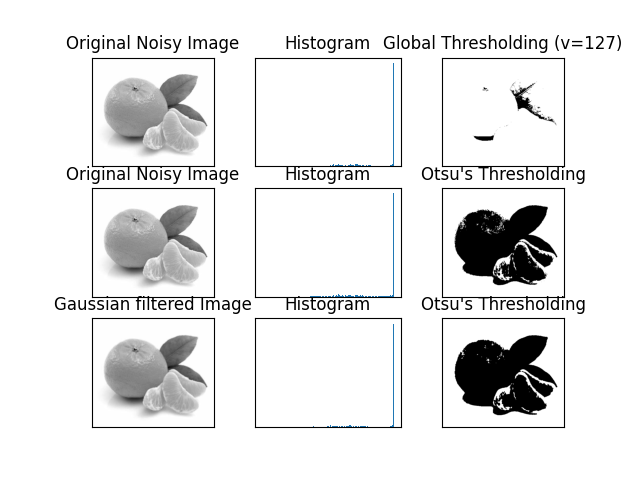 Original Noisy Image
Histogram
Global Thresholding (v=127)
Original Noisy Image
Histogram
Otsu's Thresholding
Gaussian filtered Image
Histogram
Otsu's Thresholding